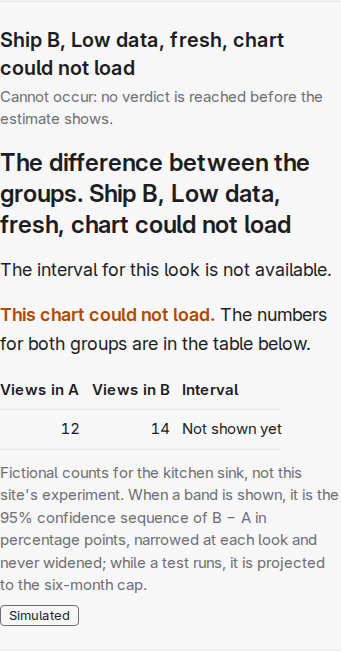 Ship B, Low data, fresh, chart
could not load
Cannot occur: no verdict is reached before the
estimate shows.
The difference between the
groups. Ship B, Low data,
fresh, chart could not load
The interval for this look is not available.
This chart could not load. The numbers
for both groups are in the table below.
Views in A Views in B Interval
12 14 Not shown yet
Fictional counts for the kitchen sink, not this
site's experiment. When a band is shown, it is the
95% confidence sequence of B − A in
percentage points, narrowed at each look and
never widened; while a test runs, it is projected
to the six-month cap.
Simulated